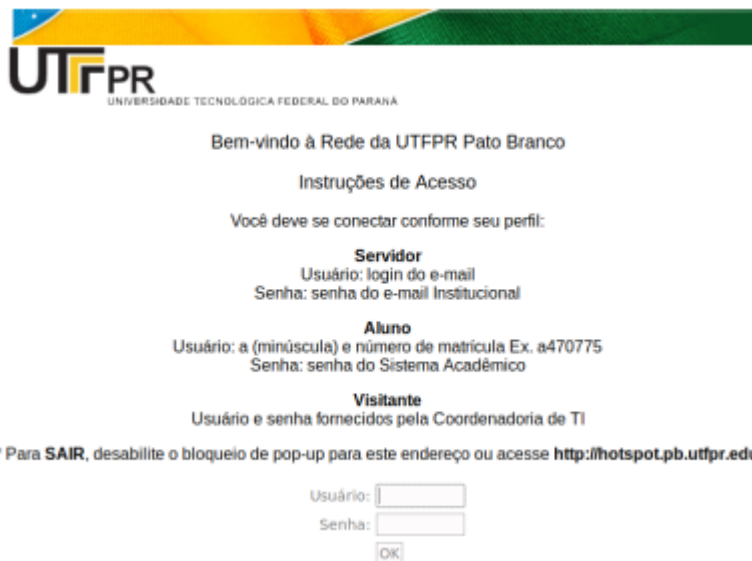 UTFPR
UNIVERSIDADE TECNOLÓGICA FEDERAL DO PARANÁ
Bem-vindo à Rede da UTFPR Pato Branco
Instruções de Acesso
Você deve se conectar conforme seu perfil:
Servidor
Usuário: login do e-mail
Senha: senha do e-mail Institucional
Aluno
Usuário: a (minúscula) e número de matrícula Ex. a470775
Senha: senha do Sistema Acadêmico
Visitante
Usuário e senha fornecidos pela Coordenadoria de TI
* Para SAIR, desabilite o bloqueio de pop-up para este endereço ou acesse http://hotspot.pb.utfpr.edu
Usuário:
Senha:
OK